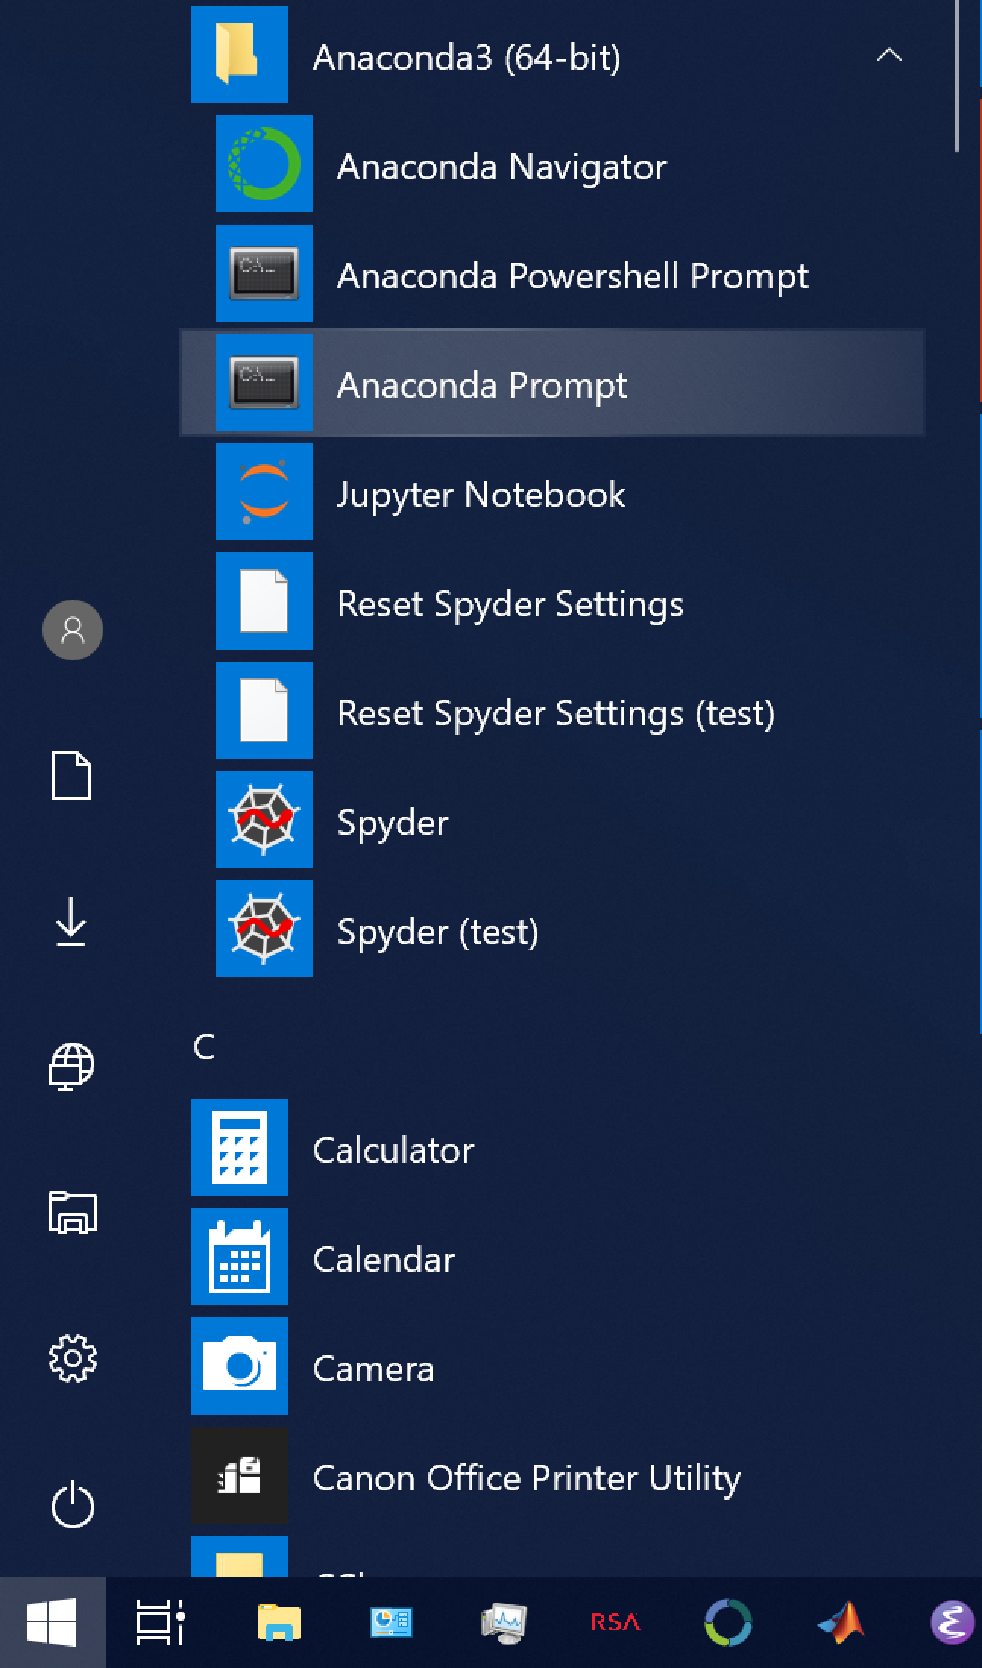 Anaconda3 (64-bit)
Anaconda Navigator
Anaconda Powershell Prompt
Anaconda Prompt
Jupyter Notebook
Reset Spyder Settings
Reset Spyder Settings (test)
Spyder
Spyder (test)
C
Calculator
Calendar
Camera
Canon Office Printer Utility
RSA